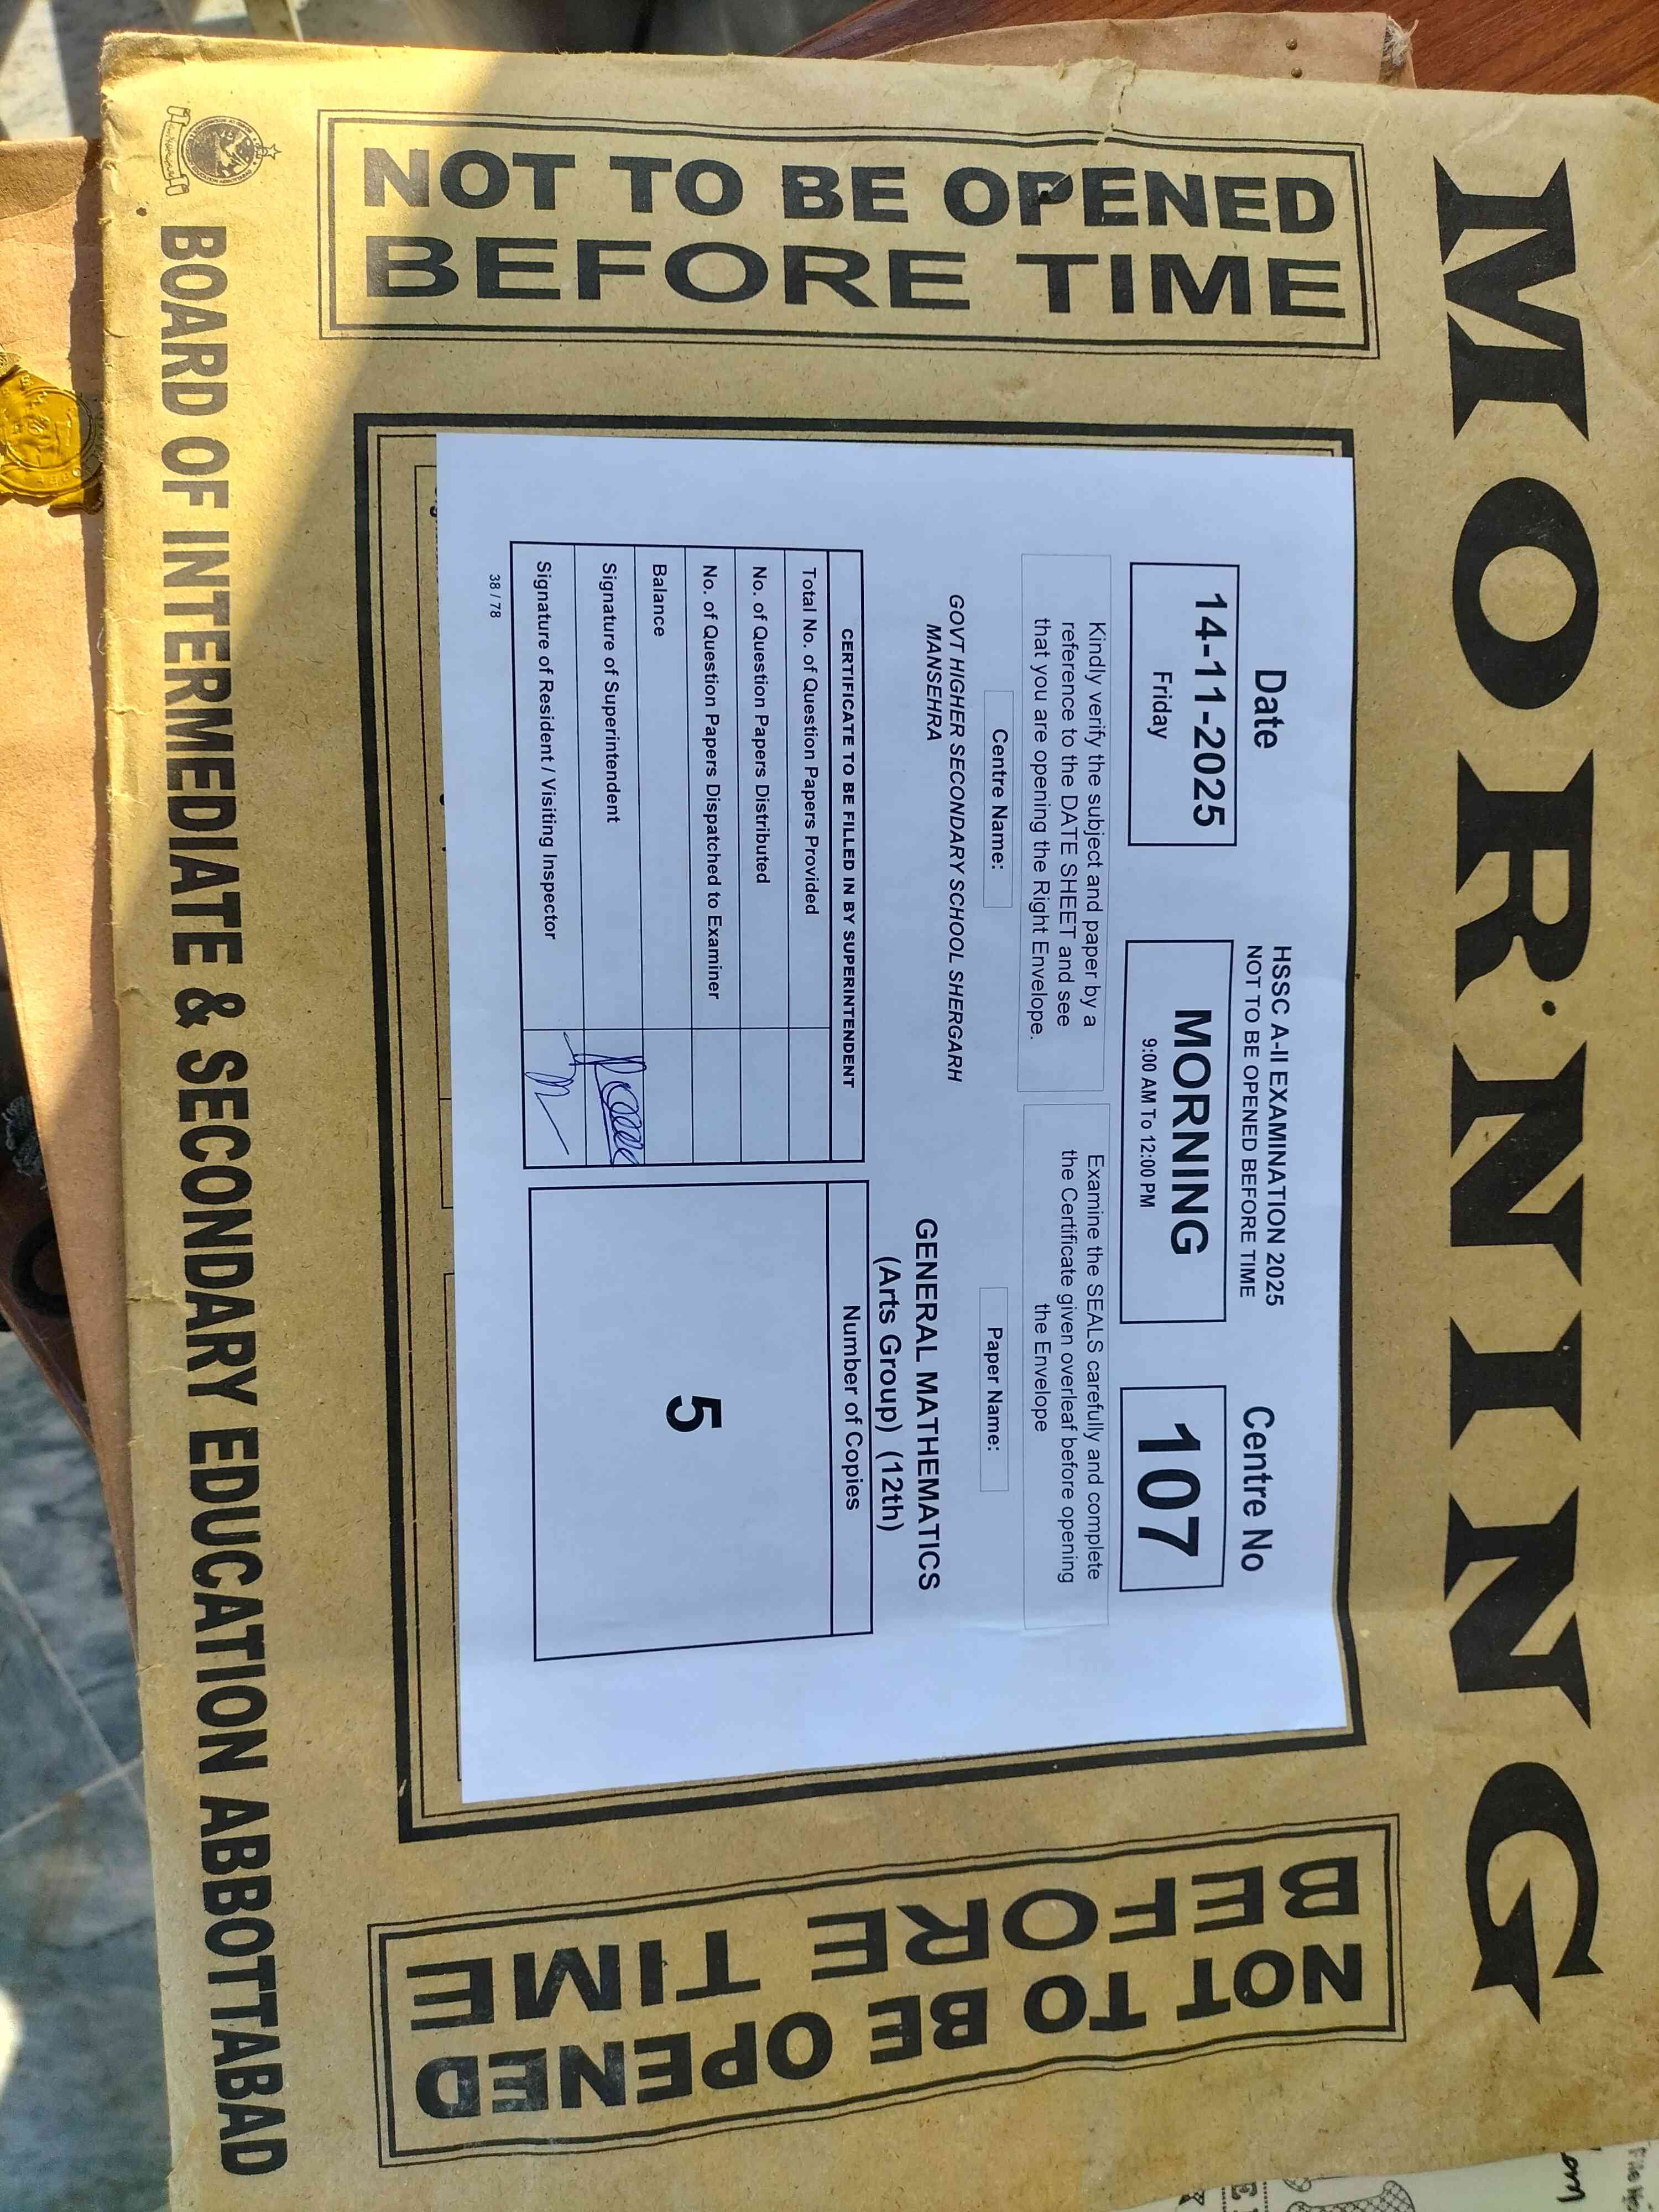 MORNING
NOT TO BE OPENED
BEFORE TIME
Date
14-11-2025
Friday
HSSC A-II EXAMINATION 2025
NOT TO BE OPENED BEFORE TIME
MORNING
9:00 AM To 12:00 PM
Centre No
107
Kindly verify the subject and paper by a
reference to the DATE SHEET and see
that you are opening the Right Envelope.
Examine the SEALS carefully and complete
the Certificate given overleaf before opening
the Envelope
Centre Name:
GOVT HIGHER SECONDARY SCHOOL SHERGARH
MANSEHRA
Paper Name:
GENERAL MATHEMATICS
(Arts Group) (12th)
CERTIFICATE TO BE FILLED IN BY SUPERINTENDENT
Total No. of Question Papers Provided
No. of Question Papers Distributed
No. of Question Papers Dispatched to Examiner
Balance
Signature of Superintendent
Signature of Resident / Visiting Inspector
Number of Copies
5
38 / 78
NOT TO BE OPENED
BEFORE TIME
BOARD OF INTERMEDIATE & SECONDARY EDUCATION ABBOTTABAD